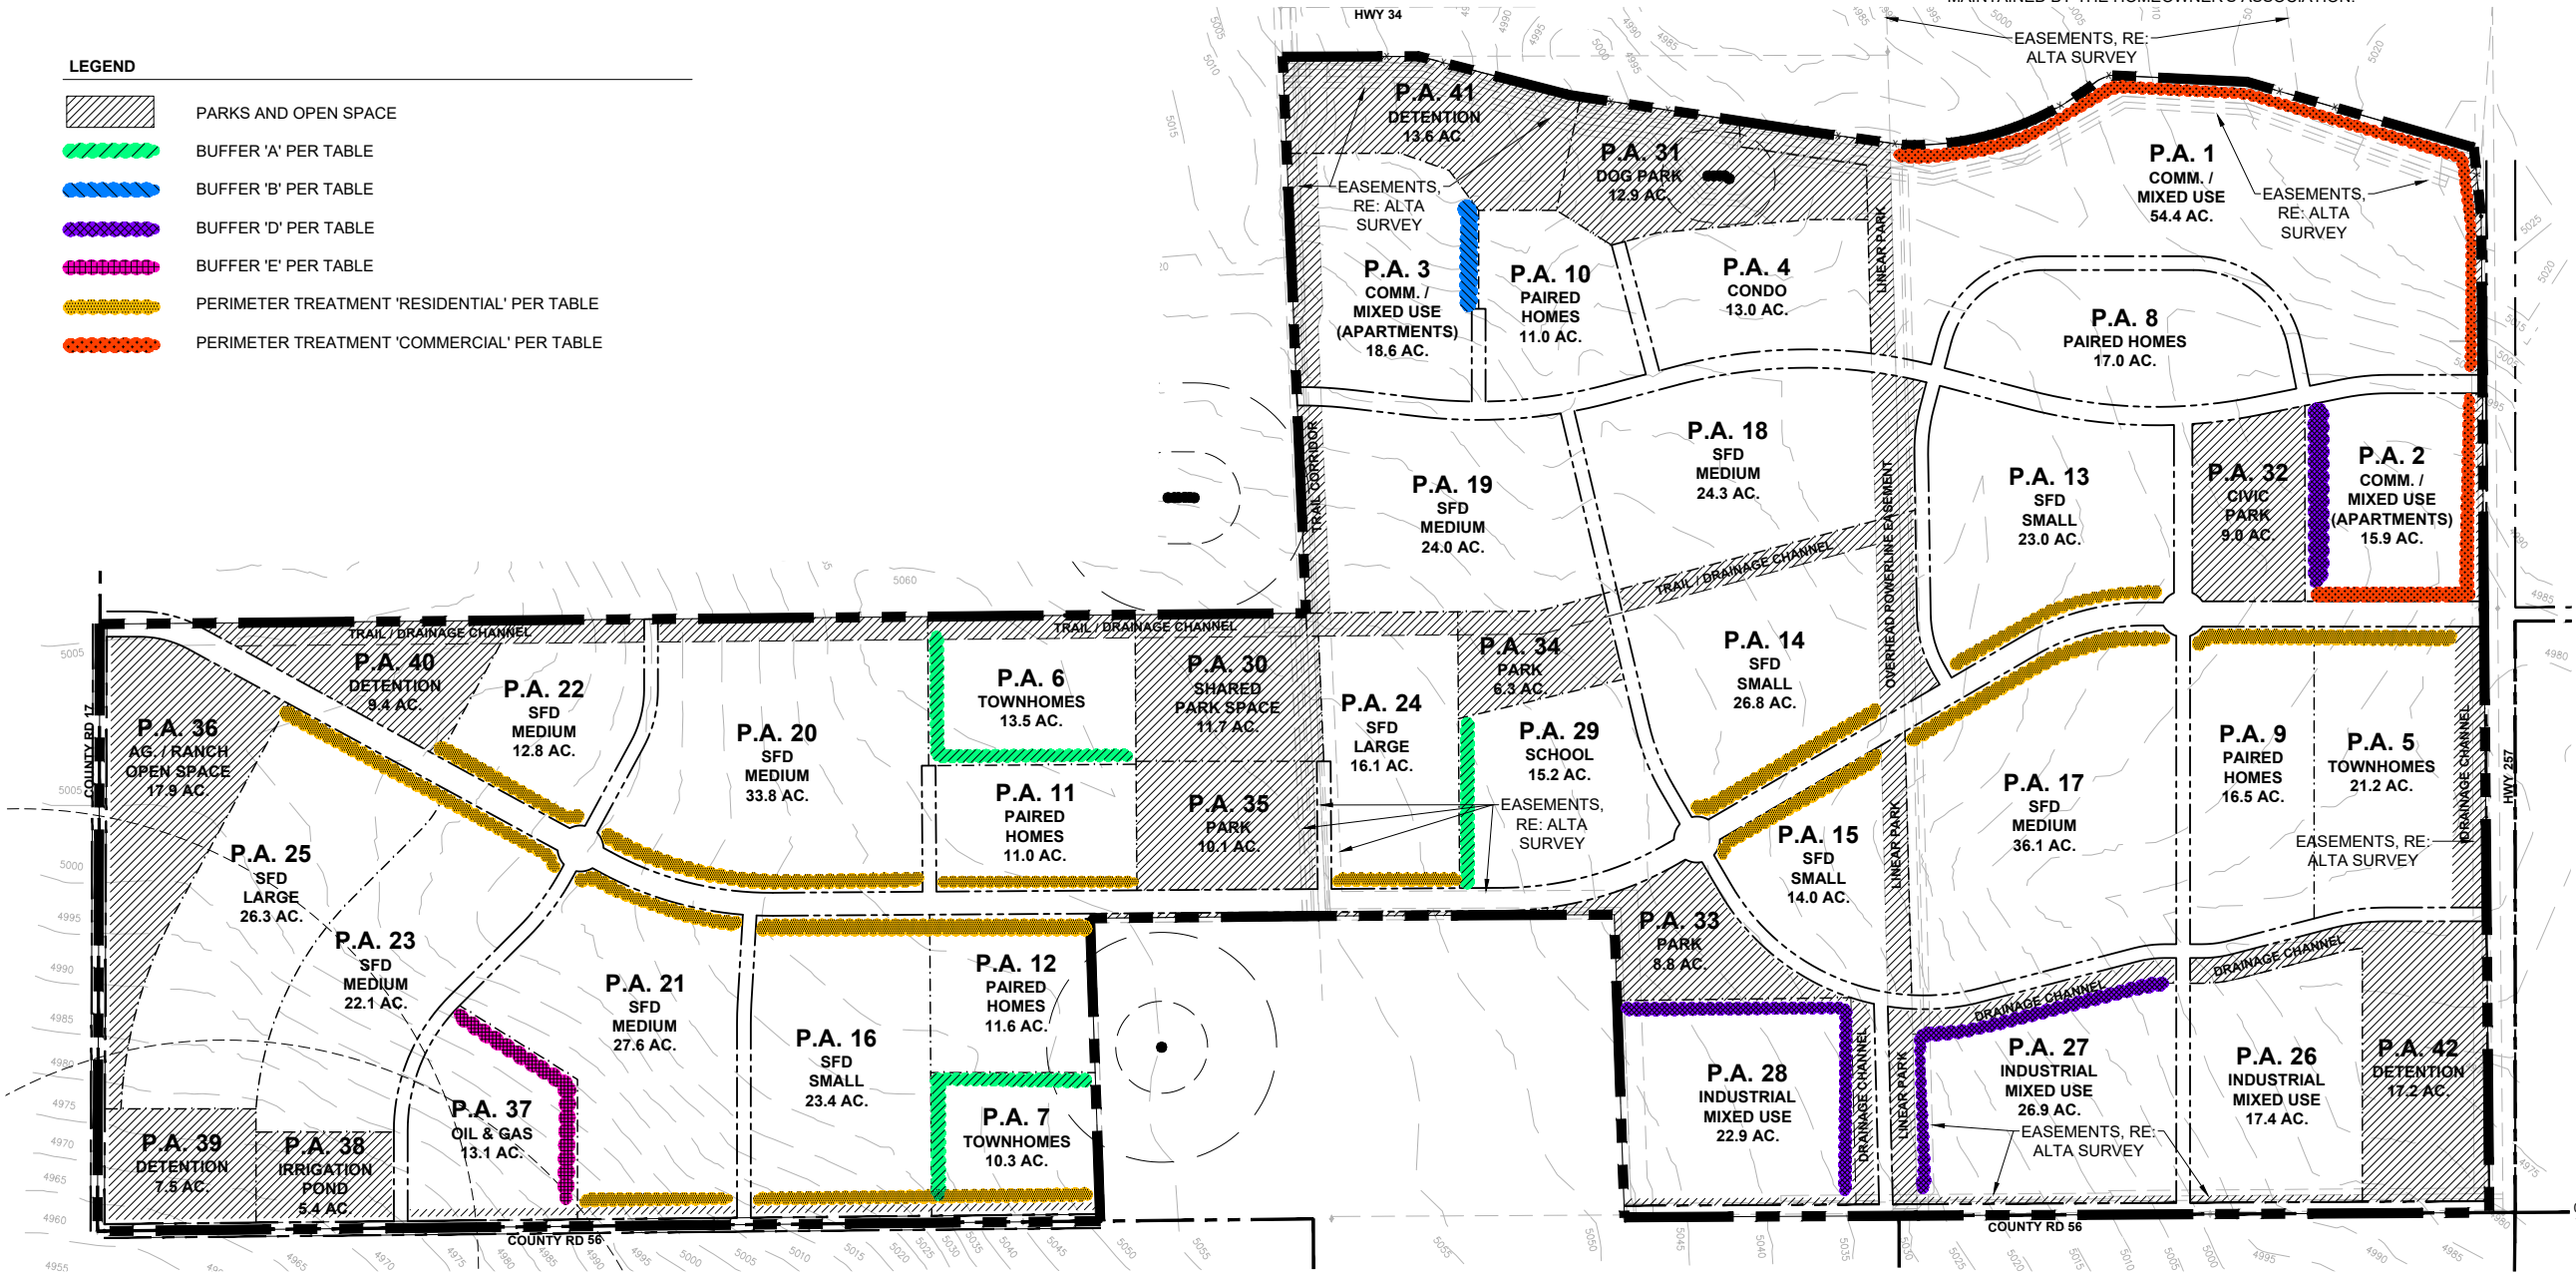 HWY 34
MAINTAINED BY THE HOMEOWNER'S ASSOCIATION.
EASEMENTS, RE:
ALTA SURVEY
LEGEND
PARKS AND OPEN SPACE
BUFFER 'A' PER TABLE
BUFFER 'B' PER TABLE
BUFFER 'D' PER TABLE
BUFFER 'E' PER TABLE
PERIMETER TREATMENT 'RESIDENTIAL' PER TABLE
PERIMETER TREATMENT 'COMMERCIAL' PER TABLE
P.A. 41
DETENTION
13.6 AC.
P.A. 31
DOG PARK
12.9 AC.
EASEMENTS,
RE: ALTA
SURVEY
P.A. 1
COMM. /
MIXED USE
54.4 AC.
EASEMENTS,
RE: ALTA
SURVEY
LINEAR PARK
P.A. 3
COMM. /
MIXED USE
(APARTMENTS)
18.6 AC.
P.A. 10
PAIRED
HOMES
11.0 AC.
P.A. 4
CONDO
13.0 AC.
P.A. 8
PAIRED HOMES
17.0 AC.
TRAIL CORRIDOR
P.A. 19
SFD
MEDIUM
24.0 AC.
P.A. 18
SFD
MEDIUM
24.3 AC.
OVERHEAD POWERLINE EASEMENT
P.A. 13
SFD
SMALL
23.0 AC.
P.A. 32
CIVIC
PARK
9.0 AC.
P.A. 2
COMM. /
MIXED USE
(APARTMENTS)
15.9 AC.
TRAIL / DRAINAGE CHANNEL
TRAIL / DRAINAGE CHANNEL
TRAIL / DRAINAGE CHANNEL
COUNTY RD 17
P.A. 36
AG. / RANCH
OPEN SPACE
17.9 AC.
P.A. 40
DETENTION
9.4 AC.
P.A. 22
SFD
MEDIUM
12.8 AC.
P.A. 20
SFD
MEDIUM
33.8 AC.
P.A. 6
TOWNHOMES
13.5 AC.
P.A. 30
SHARED
PARK SPACE
11.7 AC.
P.A. 24
SFD
LARGE
16.1 AC.
P.A. 34
PARK
6.3 AC.
P.A. 29
SCHOOL
15.2 AC.
P.A. 14
SFD
SMALL
26.8 AC.
P.A. 11
PAIRED
HOMES
11.0 AC.
P.A. 35
PARK
10.1 AC.
EASEMENTS,
RE: ALTA
SURVEY
P.A. 15
SFD
SMALL
14.0 AC.
LINEAR PARK
P.A. 17
SFD
MEDIUM
36.1 AC.
P.A. 9
PAIRED
HOMES
16.5 AC.
P.A. 5
TOWNHOMES
21.2 AC.
EASEMENTS, RE:
ALTA SURVEY
DRAINAGE CHANNEL
HWY 257
P.A. 25
SFD
LARGE
26.3 AC.
P.A. 23
SFD
MEDIUM
22.1 AC.
P.A. 21
SFD
MEDIUM
27.6 AC.
P.A. 16
SFD
SMALL
23.4 AC.
P.A. 12
PAIRED
HOMES
11.6 AC.
P.A. 33
PARK
8.8 AC.
DRAINAGE CHANNEL
DRAINAGE CHANNEL
P.A. 39
DETENTION
7.5 AC.
P.A. 38
IRRIGATION
POND
5.4 AC.
P.A. 37
OIL & GAS
13.1 AC.
P.A. 7
TOWNHOMES
10.3 AC.
P.A. 28
INDUSTRIAL
MIXED USE
22.9 AC.
DRAINAGE CHANNEL
LINEAR PARK
P.A. 27
INDUSTRIAL
MIXED USE
26.9 AC.
EASEMENTS, RE:
ALTA SURVEY
P.A. 26
INDUSTRIAL
MIXED USE
17.4 AC.
P.A. 42
DETENTION
17.2 AC.
COUNTY RD 56
COUNTY RD 56